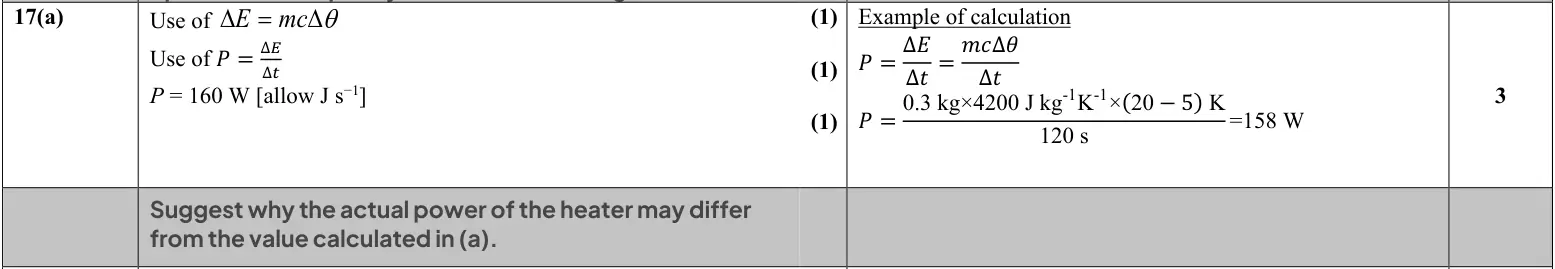 17(a)
Use of ΔE = mcΔθ (1)
Use of P = ΔE/Δt (1)
P = 160 W [allow J s⁻¹] (1)
Example of calculation
P = ΔE/Δt = mcΔθ/Δt
P = 0.3 kg×4200 J kg⁻¹K⁻¹×(20 − 5) K/120 s =158 W
3
Suggest why the actual power of the heater may differ
from the value calculated in (a).